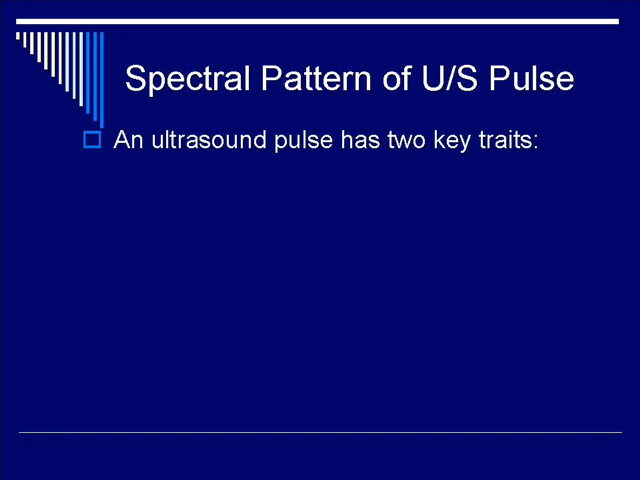 Spectral Pattern of U/S Pulse
An ultrasound pulse has two key traits: